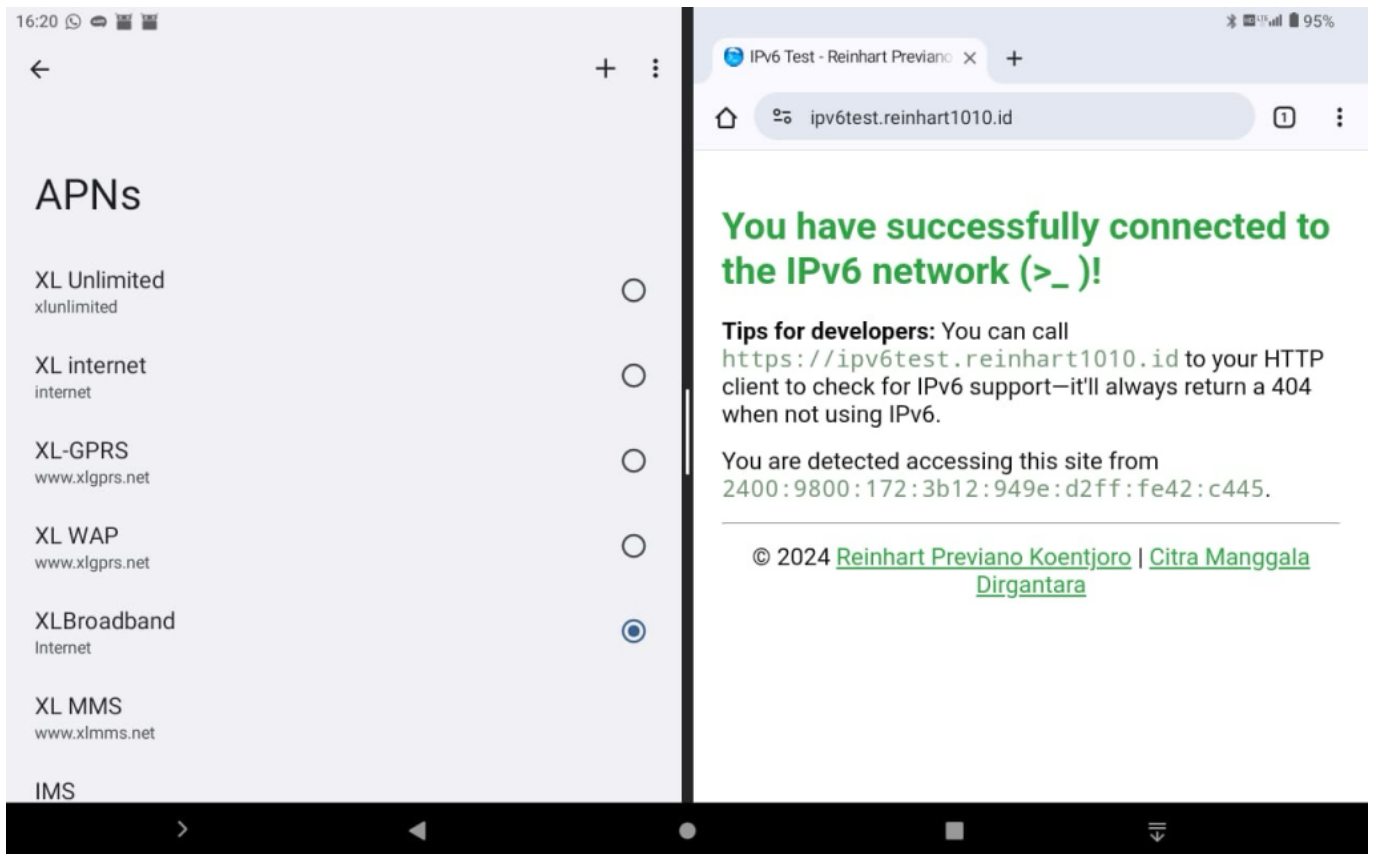 16:20
95%
APNs
XL Unlimited
xlunlimited
XL internet
internet
XL-GPRS
www.xlgprs.net
XL WAP
www.xlgprs.net
XLBroadband
Internet
XL MMS
www.xlmms.net
IMS
IPv6 Test - Reinhart Previano
ipv6test.reinhart1010.id
1
You have successfully connected to
the IPv6 network (>_ )!
Tips for developers: You can call
https://ipv6test.reinhart1010.id to your HTTP
client to check for IPv6 support—it'll always return a 404
when not using IPv6.
You are detected accessing this site from
2400:9800:172:3b12:949e:d2ff:fe42:c445.
© 2024 Reinhart Previano Koentjoro | Citra Manggala
Dirgantara